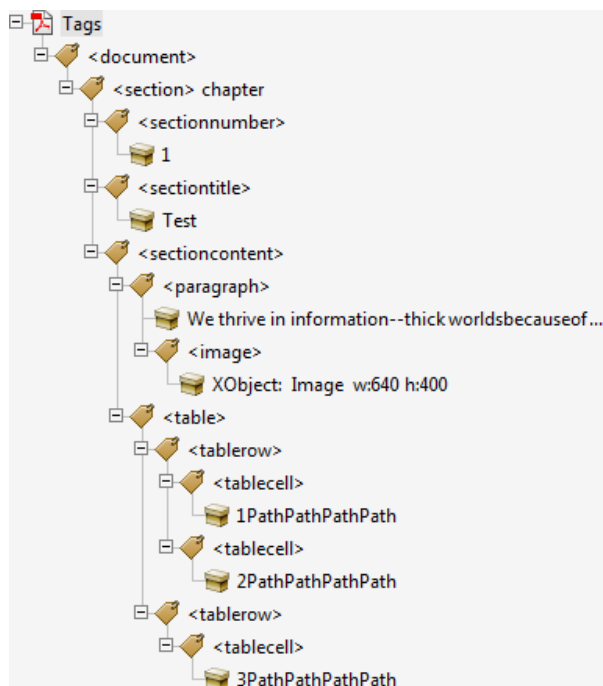 Tags
<document>
<section> chapter
<sectionnumber>
1
<sectiontitle>
Test
<sectioncontent>
<paragraph>
We thrive in information--thick worldsbecauseof...
<image>
XObject: Image w:640 h:400
<table>
<tablerow>
<tablecell>
1PathPathPathPath
<tablecell>
2PathPathPathPath
<tablerow>
<tablecell>
3PathPathPathPath